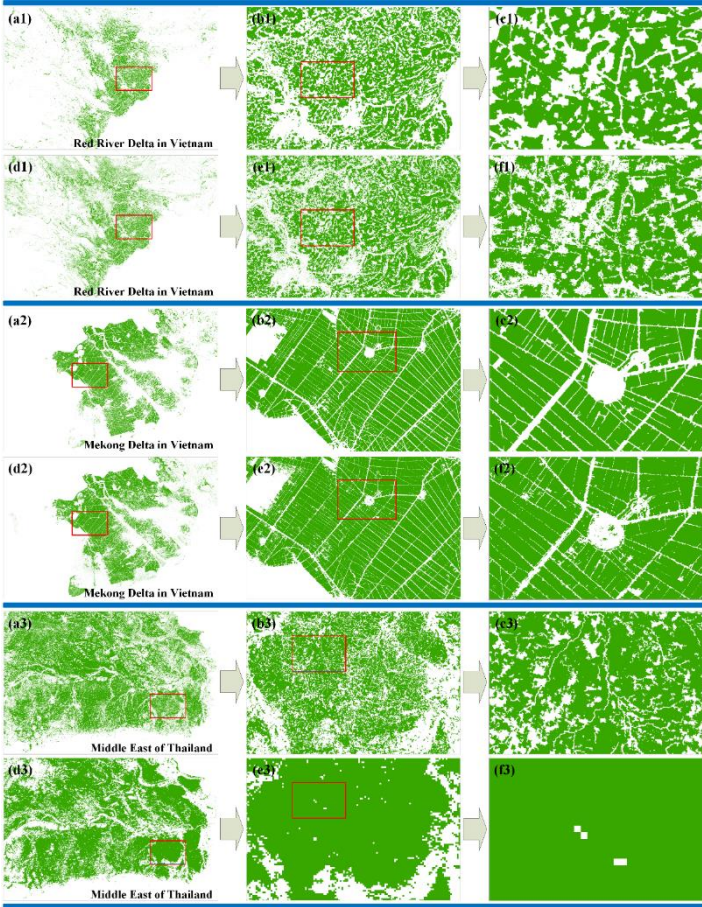 (a1) (b1) (c1)
Red River Delta in Vietnam
(d1) (e1) (f1)
Red River Delta in Vietnam
(a2) (b2) (c2)
Mekong Delta in Vietnam
(d2) (e2) (f2)
Mekong Delta in Vietnam
(a3) (b3) (c3)
Middle East of Thailand
(d3) (e3) (f3)
Middle East of Thailand